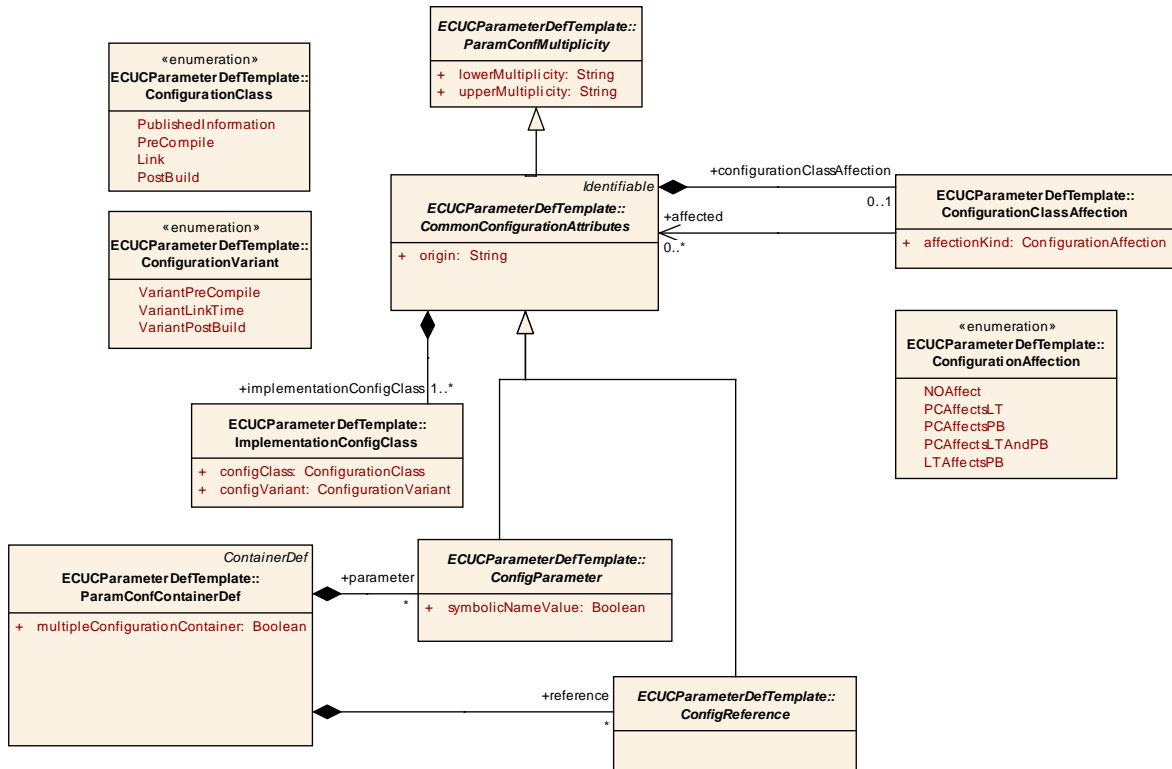 ECUCParameterDefTemplate::
ParamConfMultiplicity
+ lowerMultiplicity: String
+ upperMultiplicity: String
«enumeration»
ECUCParameterDefTemplate::
ConfigurationClass
PublishedInformation
PreCompile
Link
PostBuild
«enumeration»
ECUCParameterDefTemplate::
ConfigurationVariant
VariantPreCompile
VariantLinkTime
VariantPostBuild
Identifiable
ECUCParameterDefTemplate::
CommonConfigurationAttributes
+ origin: String
+configurationClassAffection
0..1
+affected
0..*
ECUCParameterDefTemplate::
ConfigurationClassAffection
+ affectionKind: ConfigurationAffection
«enumeration»
ECUCParameterDefTemplate::
ConfigurationAffection
NOAffect
PCAffectsLT
PCAffectsPB
PCAffectsLTAndPB
LTAffectsPB
+implementationConfigClass 1..*
ECUCParameterDefTemplate::
ImplementationConfigClass
+ configClass: ConfigurationClass
+ configVariant: ConfigurationVariant
ContainerDef
ECUCParameterDefTemplate::
ParamConfContainerDef
+ multipleConfigurationContainer: Boolean
+parameter
*
ECUCParameterDefTemplate::
ConfigParameter
+ symbolicNameValue: Boolean
+reference
*
ECUCParameterDefTemplate::
ConfigReference